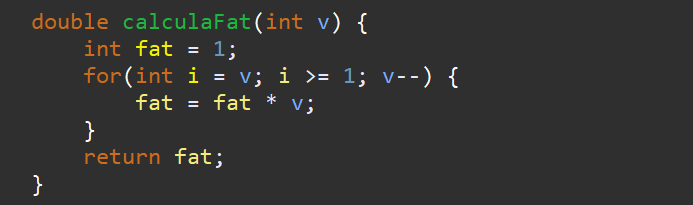 double calculaFat(int v) {
    int fat = 1;
    for(int i = v; i >= 1; v--) {
        fat = fat * v;
    }
    return fat;
}